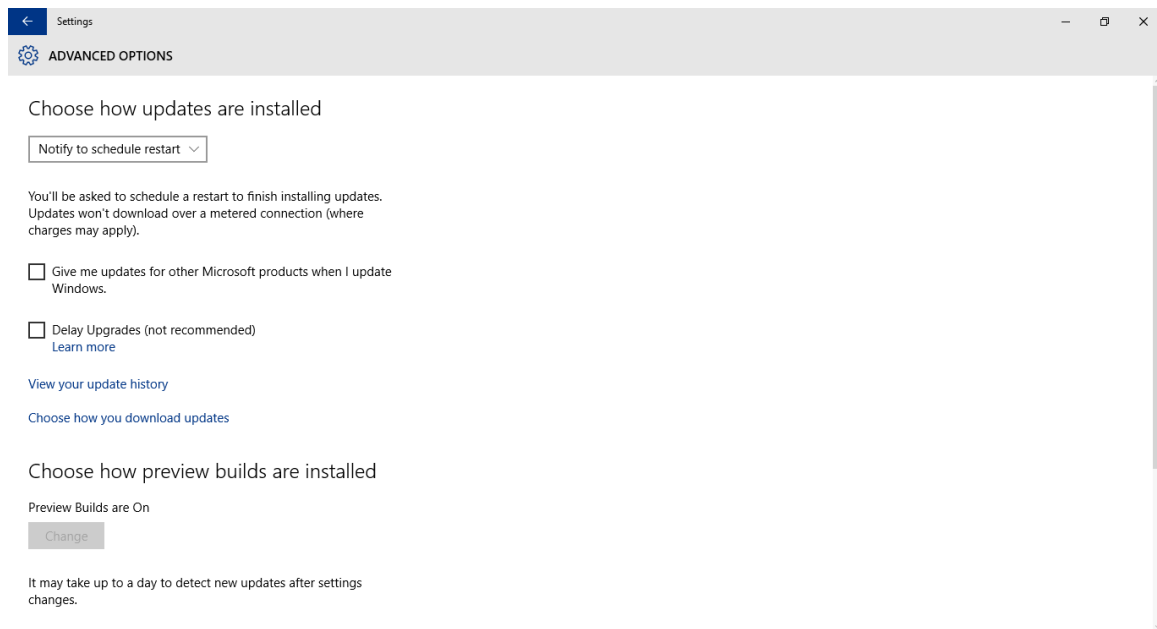 Settings
ADVANCED OPTIONS
Choose how updates are installed
Notify to schedule restart
You'll be asked to schedule a restart to finish installing updates.
Updates won't download over a metered connection (where
charges may apply).
Give me updates for other Microsoft products when I update
Windows.
Delay Upgrades (not recommended)
Learn more
View your update history
Choose how you download updates
Choose how preview builds are installed
Preview Builds are On
Change
It may take up to a day to detect new updates after settings
changes.